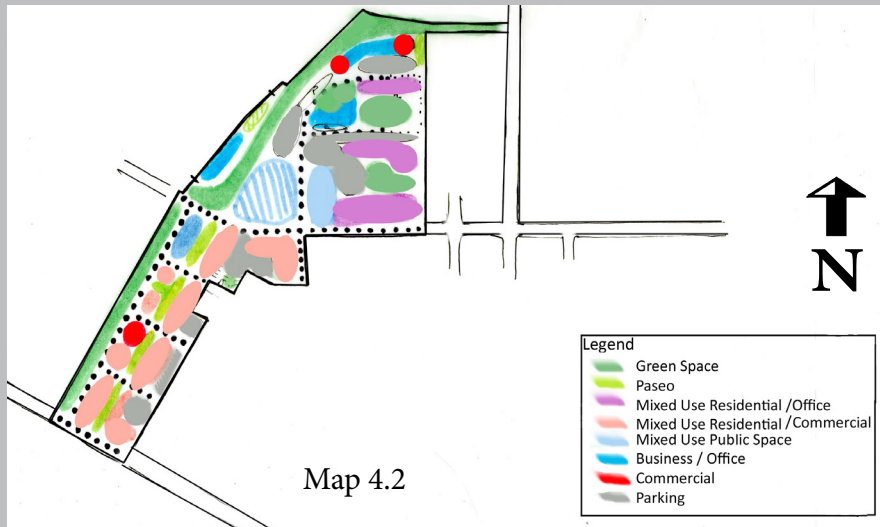 P
N
Legend
Green Space
Paseo
Mixed Use Residential /Office
Mixed Use Residential /Commercial
Mixed Use Public Space
Business / Office
Commercial
Parking
Map 4.2